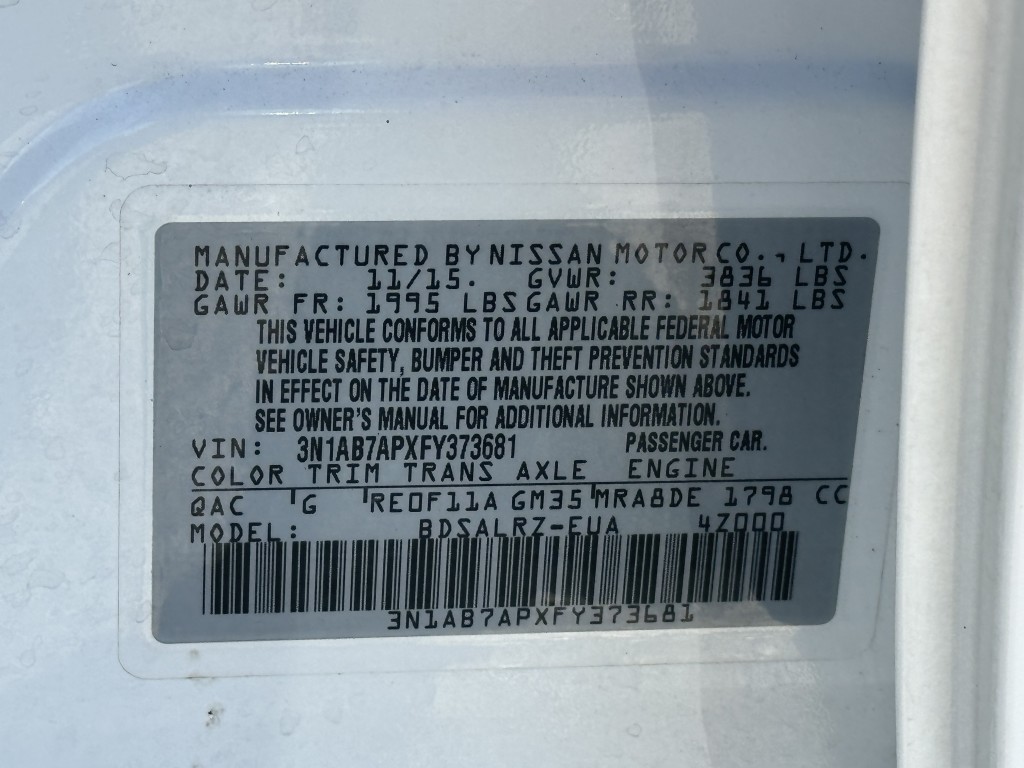 MANUFACTURED BY NISSAN MOTOR CO., LTD.
DATE: 11/15. GVWR: 3836 LBS
GAWR FR: 1995 LBS GAWR RR: 1841 LBS
THIS VEHICLE CONFORMS TO ALL APPLICABLE FEDERAL MOTOR
VEHICLE SAFETY, BUMPER AND THEFT PREVENTION STANDARDS
IN EFFECT ON THE DATE OF MANUFACTURE SHOWN ABOVE.
SEE OWNER'S MANUAL FOR ADDITIONAL INFORMATION.
VIN: 3N1AB7APXFY373681 PASSENGER CAR.
COLOR TRIM TRANS AXLE ENGINE
QAC G RE0F11A GM35 MRA8DE 1798 CC
MODEL: BDSALRZ-EUA 4Z000
3N1AB7APXFY373681